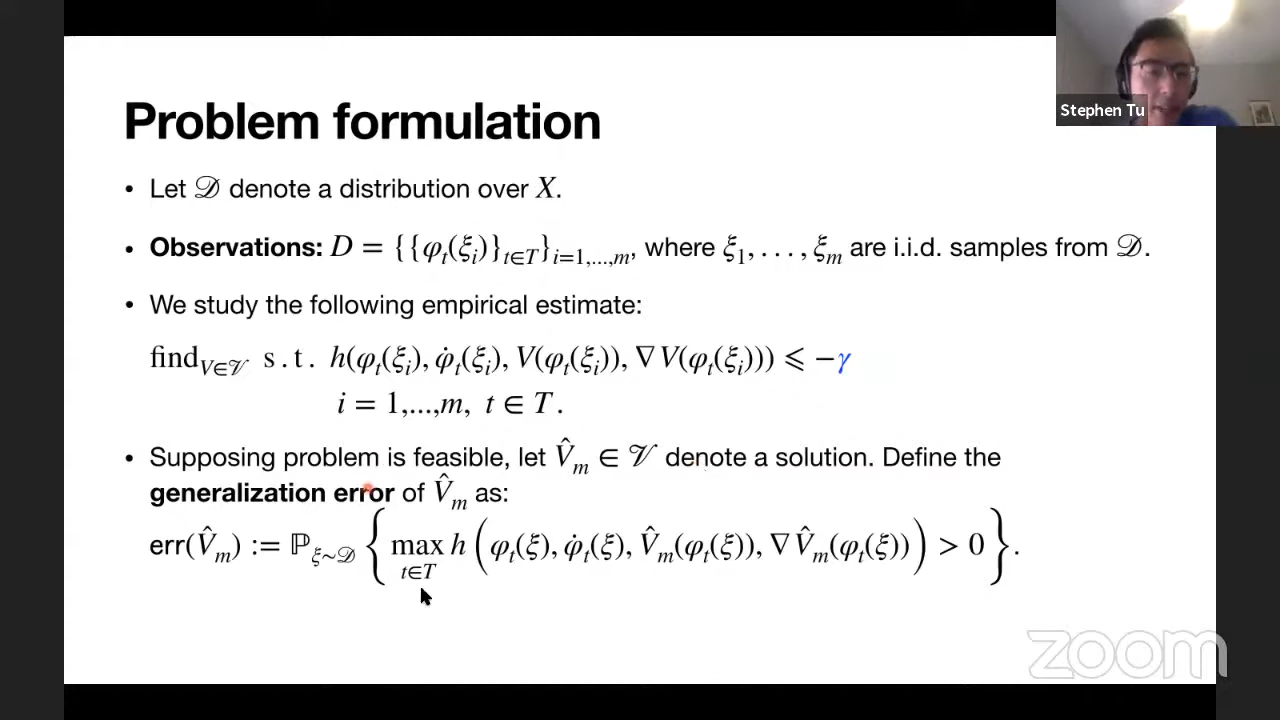 Stephen Tu
Problem formulation
• Let 𝒟 denote a distribution over X.
• Observations: D = {{φ_t(ξ_i)}_{t∈T}}_{i=1,...,m}, where ξ_1, . . . , ξ_m are i.i.d. samples from 𝒟.
• We study the following empirical estimate:
find_{V∈𝒱} s . t . h(φ_t(ξ_i), φ̇_t(ξ_i), V(φ_t(ξ_i)), ∇V(φ_t(ξ_i))) ⩽ −γ
i = 1,...,m, t ∈ T .
• Supposing problem is feasible, let V̂_m ∈ 𝒱 denote a solution. Define the
generalization error of V̂_m as:
err(V̂_m) := ℙ_{ξ∼𝒟} { max_{t∈T} h ( φ_t(ξ), φ̇_t(ξ), V̂_m(φ_t(ξ)), ∇V̂_m(φ_t(ξ)) ) > 0 } .
zoom